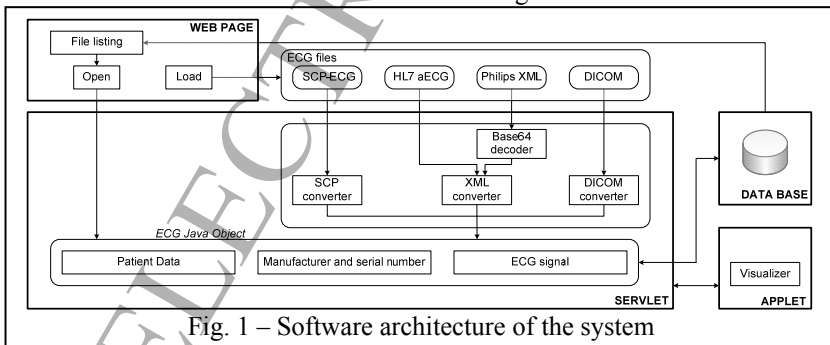 WEB PAGE
File listing
Open
Load
ECG files
SCP-ECG
HL7 aECG
Philips XML
DICOM
Base64
decoder
SCP
converter
XML
converter
DICOM
converter
DATA BASE
ECG Java Object
Patient Data
Manufacturer and serial number
ECG signal
SERVLET
Visualizer
APPLET
Fig. 1 – Software architecture of the system